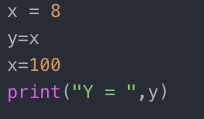 x = 8
y=x
x=100
print("Y = ",y)